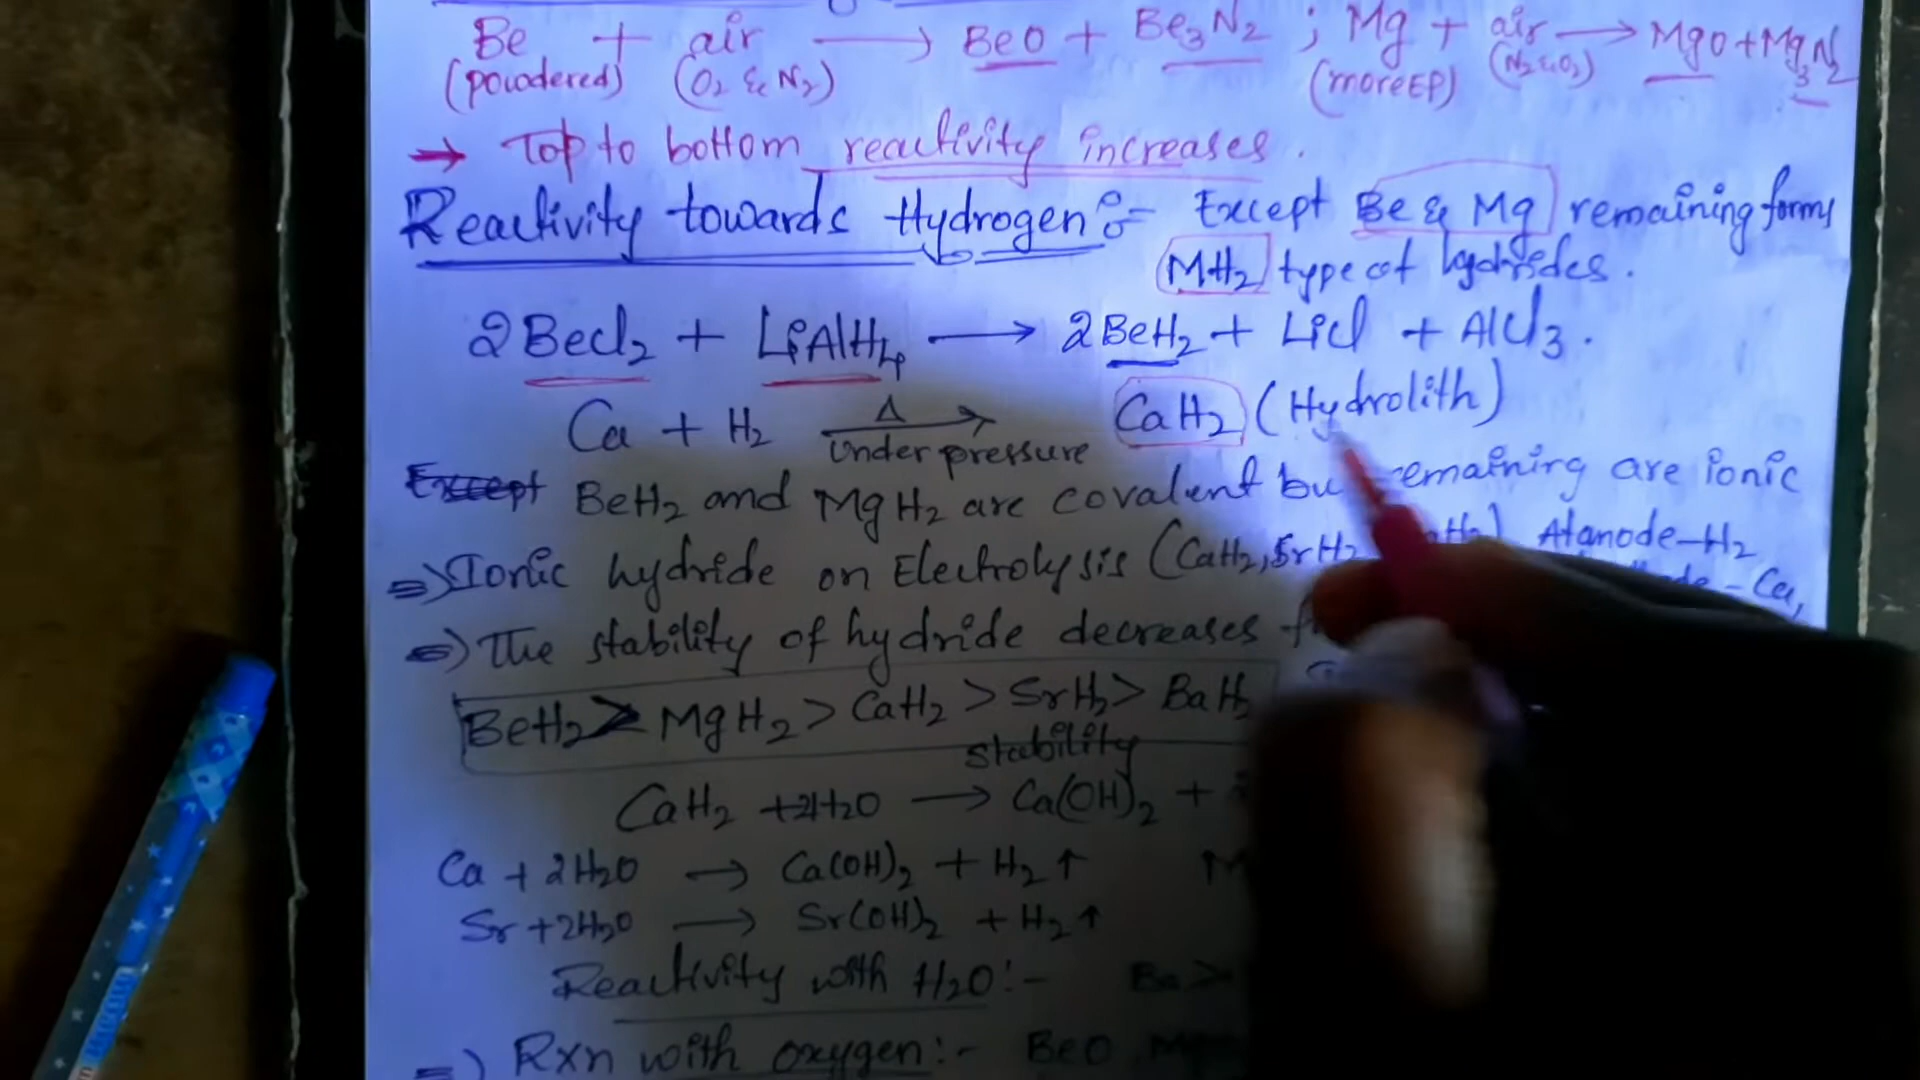 Be + air → BeO + Be3N2 ; Mg + air → MgO + Mg3N2
(powdered) (O2 & N2) (more EP) (N2 & O2)
→ Top to bottom reactivity increases.
Reactivity towards Hydrogen :- Except Be & Mg remaining forms
MH2 type of hydrides.
2BeCl2 + LiAlH4 → 2BeH2 + LiCl + AlCl3.
Ca + H2 Δ → CaH2 (Hydrolith)
Under pressure
Except BeH2 and MgH2 are covalent but remaining are ionic
⇒) Ionic hydride on Electrolysis (CaH2, SrH2 At anode-H2
- Ca,
⇒) The stability of hydride decreases
BeH2 > MgH2 > CaH2 > SrH2 > BaH2
stability
CaH2 + 2H2O → Ca(OH)2 +
Ca + 2H2O → Ca(OH)2 + H2 ↑
Sr + 2H2O → Sr(OH)2 + H2 ↑
Reactivity with H2O :- Ba >
⇒) Rxn with oxygen :- BeO